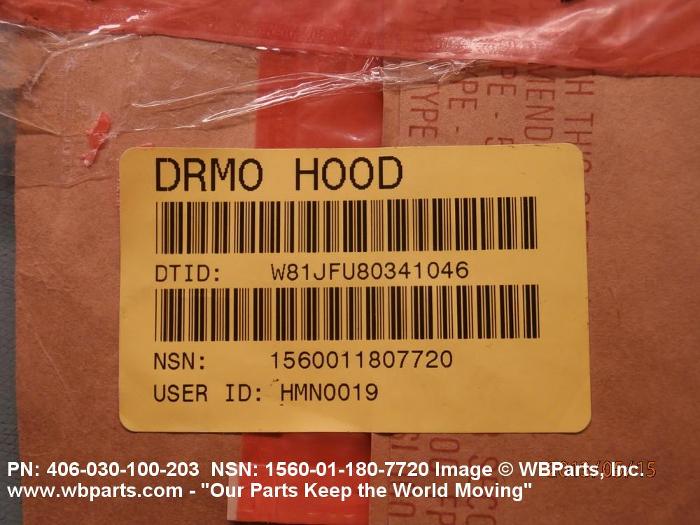 DRMO HOOD
DTID: W81JFU80341046
NSN: 1560011807720
USER ID: HMN0019
PN: 406-030-100-203 NSN: 1560-01-180-7720 Image © WBParts, Inc.
www.wbparts.com - "Our Parts Keep the World Moving"